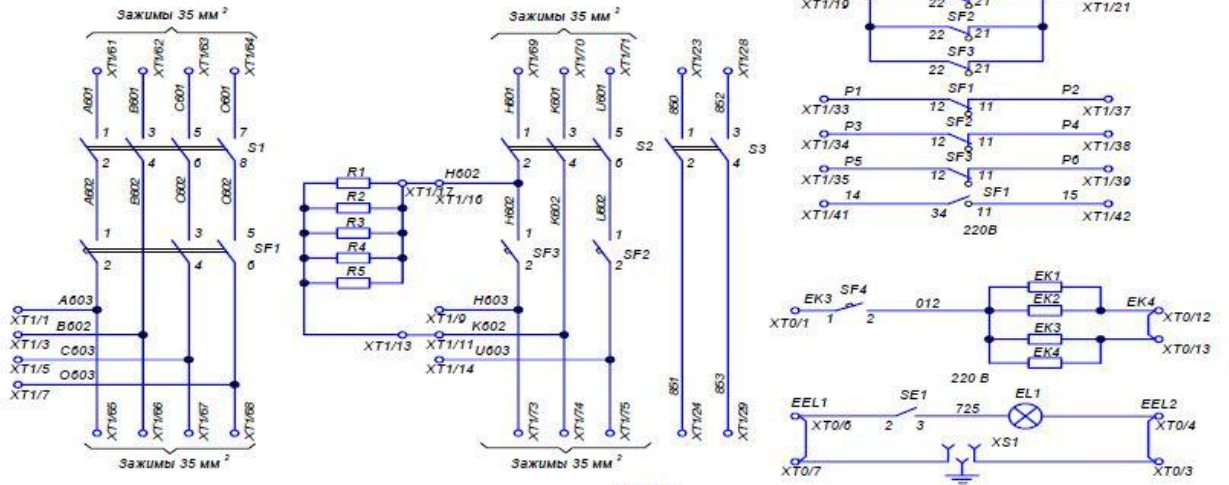 Зажимы 35 мм ²
XT1/61 XT1/62 XT1/63 XT1/64
A601 B601 C601 O601
1 3 5 7
S1
2 4 6 8
A602 B602 C602 O602
1 3 5
SF1
2 4 6
A603
XT1/1
B602
XT1/3
C603
XT1/5
O603
XT1/7
XT1/65 XT1/66 XT1/67 XT1/68
Зажимы 35 мм ²
Зажимы 35 мм ²
XT1/69 XT1/70 XT1/71
H601 K601 U601
1 3 5
S2
2 4 6
R1
R2
R3
R4
R5
XT1/17
H602
XT1/16
H602 K602 U602
1 1
SF3 SF2
2 2
H603
XT1/9
K602
XT1/13 XT1/11
U603
XT1/14
XT1/73 XT1/74 XT1/75
Зажимы 35 мм ²
XT1/23 XT1/28
850 852
1 3
S3
2 4
851 853
XT1/24 XT1/29
XT1/19 22 21 XT1/21
SF2
22 21
SF3
22 21
P1 SF1 P2
XT1/33 12 11 XT1/37
SF2
P3 P4
XT1/34 12 11 XT1/38
SF3
P5 P6
XT1/35 12 11 XT1/39
14 SF1 15
XT1/41 34 11 XT1/42
220В
EK1
EK2
EK3
EK4
EK3 SF4 012 EK4
XT0/1 1 2 XT0/12
XT0/13
220 В
EEL1 SE1 725 EL1 EEL2
XT0/6 2 3 XT0/4
XS1
XT0/7 XT0/3